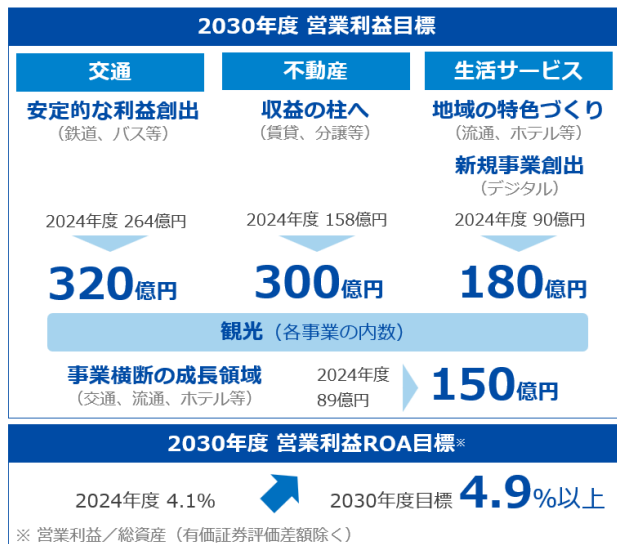 2030年度 営業利益目標
交通
不動産
生活サービス
安定的な利益創出
（鉄道、バス等）
収益の柱へ
（賃貸、分譲等）
地域の特色づくり
（流通、ホテル等）
新規事業創出
（デジタル）
2024年度 264億円
2024年度 158億円
2024年度 90億円
320億円
300億円
180億円
観光（各事業の内数）
事業横断の成長領域
（交通、流通、ホテル等）
2024年度
89億円
150億円
2030年度 営業利益ROA目標※
2024年度 4.1%
2030年度目標 4.9%以上
※ 営業利益／総資産（有価証券評価差額除く）